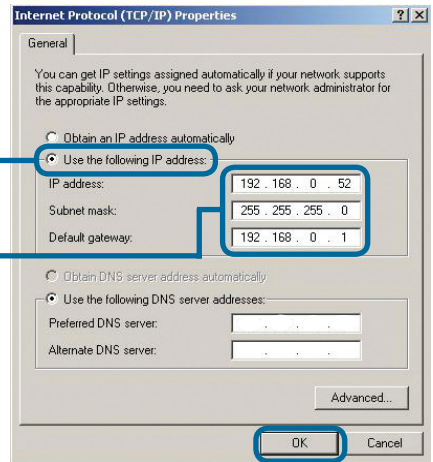 Internet Protocol (TCP/IP) Properties
General
You can get IP settings assigned automatically if your network supports
this capability. Otherwise, you need to ask your network administrator for
the appropriate IP settings.
Obtain an IP address automatically
Use the following IP address:
IP address: 192 . 168 . 0 . 52
Subnet mask: 255 . 255 . 255 . 0
Default gateway: 192 . 168 . 0 . 1
Obtain DNS server address automatically
Use the following DNS server addresses:
Preferred DNS server: . . .
Alternate DNS server: . . .
Advanced...
OK Cancel